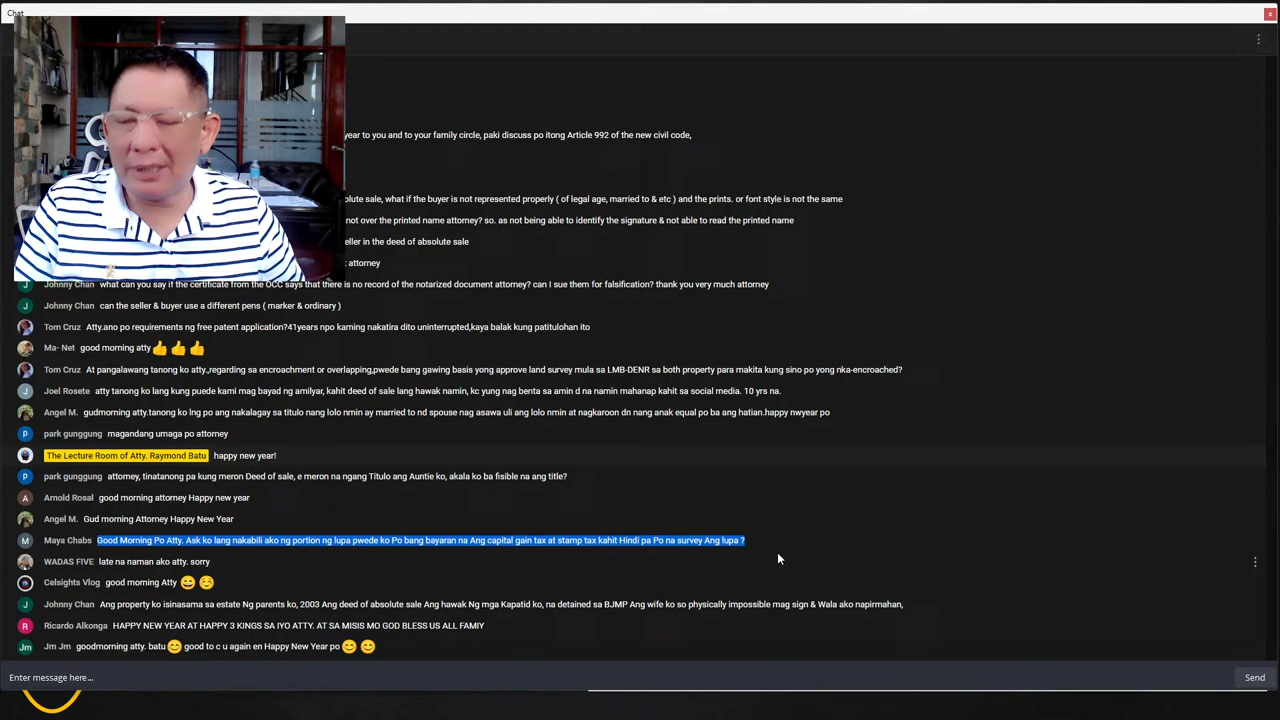 Chat
x
year to you and to your family circle, paki discuss po itong Article 992 of the new civil code,
olute sale, what if the buyer is not represented properly ( of legal age, married to & etc ) and the prints. or font style is not the same
not over the printed name attorney? so. as not being able to identify the signature & not able to read the printed name
eller in the deed of absolute sale
t attorney
J Johnny Chan what can you say if the certificate from the OCC says that there is no record of the notarized document attorney? can I sue them for falsification? thank you very much attorney
J Johnny Chan can the seller & buyer use a different pens ( marker & ordinary )
Tom Cruz Atty.ano po requirements ng free patent application?41years npo kaming nakatira dito uninterrupted,kaya balak kung patitulohan ito
Ma- Net good morning atty👍👍👍
Tom Cruz At pangalawang tanong ko atty.,regarding sa encroachment or overlapping,pwede bang gawing basis yong approve land survey mula sa LMB-DENR sa both property para makita kung sino po yong nka-encroached?
J Joel Rosete atty tanong ko lang kung puede kami mag bayad ng amilyar, kahit deed of sale lang hawak namin, kc yung nag benta sa amin d na namin mahanap kahit sa social media. 10 yrs na.
Angel M. gudmorning atty.tanong ko lng po ang nakalagay sa titulo nang lolo nmin ay married to nd spouse nag asawa uli ang lolo nmin at nagkaroon dn nang anak equal po ba ang hatian.happy nwyear po
P park gunggung magandang umaga po attorney
The Lecture Room of Atty. Raymond Batu happy new year!
P park gunggung attorney, tinatanong pa kung meron Deed of sale, e meron na ngang Titulo ang Auntie ko, akala ko ba fisible na ang title?
A Arnold Rosal good morning attorney Happy new year
Angel M. Gud morning Attorney Happy New Year
M Maya Chabs Good Morning Po Atty. Ask ko lang nakabili ako ng portion ng lupa pwede ko Po bang bayaran na Ang capital gain tax at stamp tax kahit Hindi pa Po na survey Ang lupa ?
WADAS FIVE late na naman ako atty. sorry
Celsights Vlog good morning Atty 😄☺️
J Johnny Chan Ang property ko isinasama sa estate Ng parents ko, 2003 Ang deed of absolute sale Ang hawak Ng mga Kapatid ko, na detained sa BJMP Ang wife ko so physically impossible mag sign & Wala ako napirmahan,
R Ricardo Alkonga HAPPY NEW YEAR AT HAPPY 3 KINGS SA IYO ATTY. AT SA MISIS MO GOD BLESS US ALL FAMIY
Jm Jm Jm goodmorning atty. batu😊 good to c u again en Happy New Year po😊☺️
Enter message here...
Send